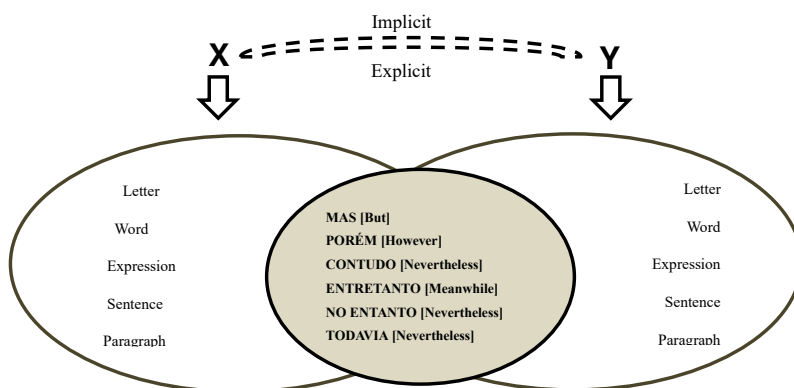 Implicit
X Y
Explicit
Letter
Word
Expression
Sentence
Paragraph
MAS [But]
PORÉM [However]
CONTUDO [Nevertheless]
ENTRETANTO [Meanwhile]
NO ENTANTO [Nevertheless]
TODAVIA [Nevertheless]
Letter
Word
Expression
Sentence
Paragraph